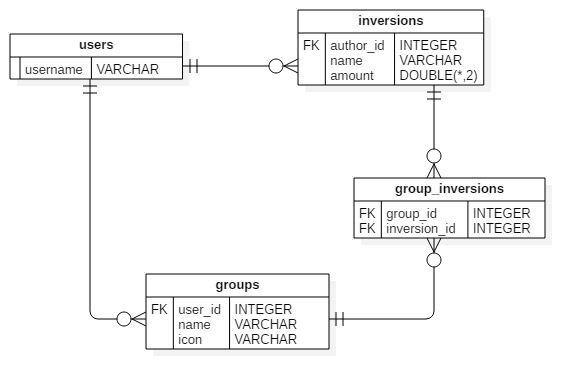 users
username VARCHAR
inversions
FK author_id INTEGER
name VARCHAR
amount DOUBLE(*,2)
group_inversions
FK group_id INTEGER
FK inversion_id INTEGER
groups
FK user_id INTEGER
name VARCHAR
icon VARCHAR